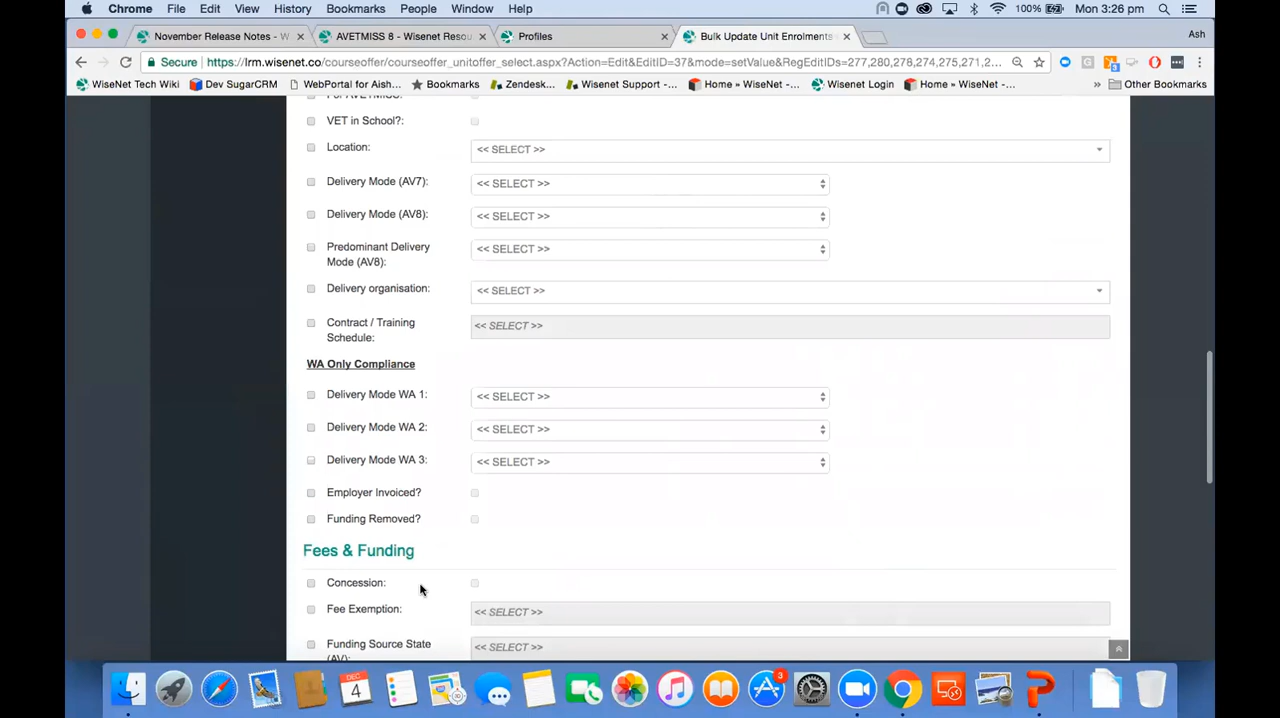 Chrome File Edit View History Bookmarks People Window Help 100% Mon 3:26 pm
November Release Notes - W AVETMISS 8 - Wisenet Resou Profiles Bulk Update Unit Enrolments Ash
Secure https://lrm.wisenet.co/courseoffer/courseoffer_unitoffer_select.aspx?Action=Edit&EditID=37&mode=setValue&RegEditIDs=277,280,278,274,275,271,2...
WiseNet Tech Wiki Dev SugarCRM WebPortal for Aish... Bookmarks Zendesk... Wisenet Support -... Home » WiseNet -... Wisenet Login Home » WiseNet -... » Other Bookmarks
For AVETMISS:
VET in School?:
Location: << SELECT >>
Delivery Mode (AV7): << SELECT >>
Delivery Mode (AV8): << SELECT >>
Predominant Delivery << SELECT >>
Mode (AV8):
Delivery organisation: << SELECT >>
Contract / Training << SELECT >>
Schedule:
WA Only Compliance
Delivery Mode WA 1: << SELECT >>
Delivery Mode WA 2: << SELECT >>
Delivery Mode WA 3: << SELECT >>
Employer Invoiced?
Funding Removed?
Fees & Funding
Concession:
Fee Exemption: << SELECT >>
Funding Source State << SELECT >>
(AV):
DEC 3
4